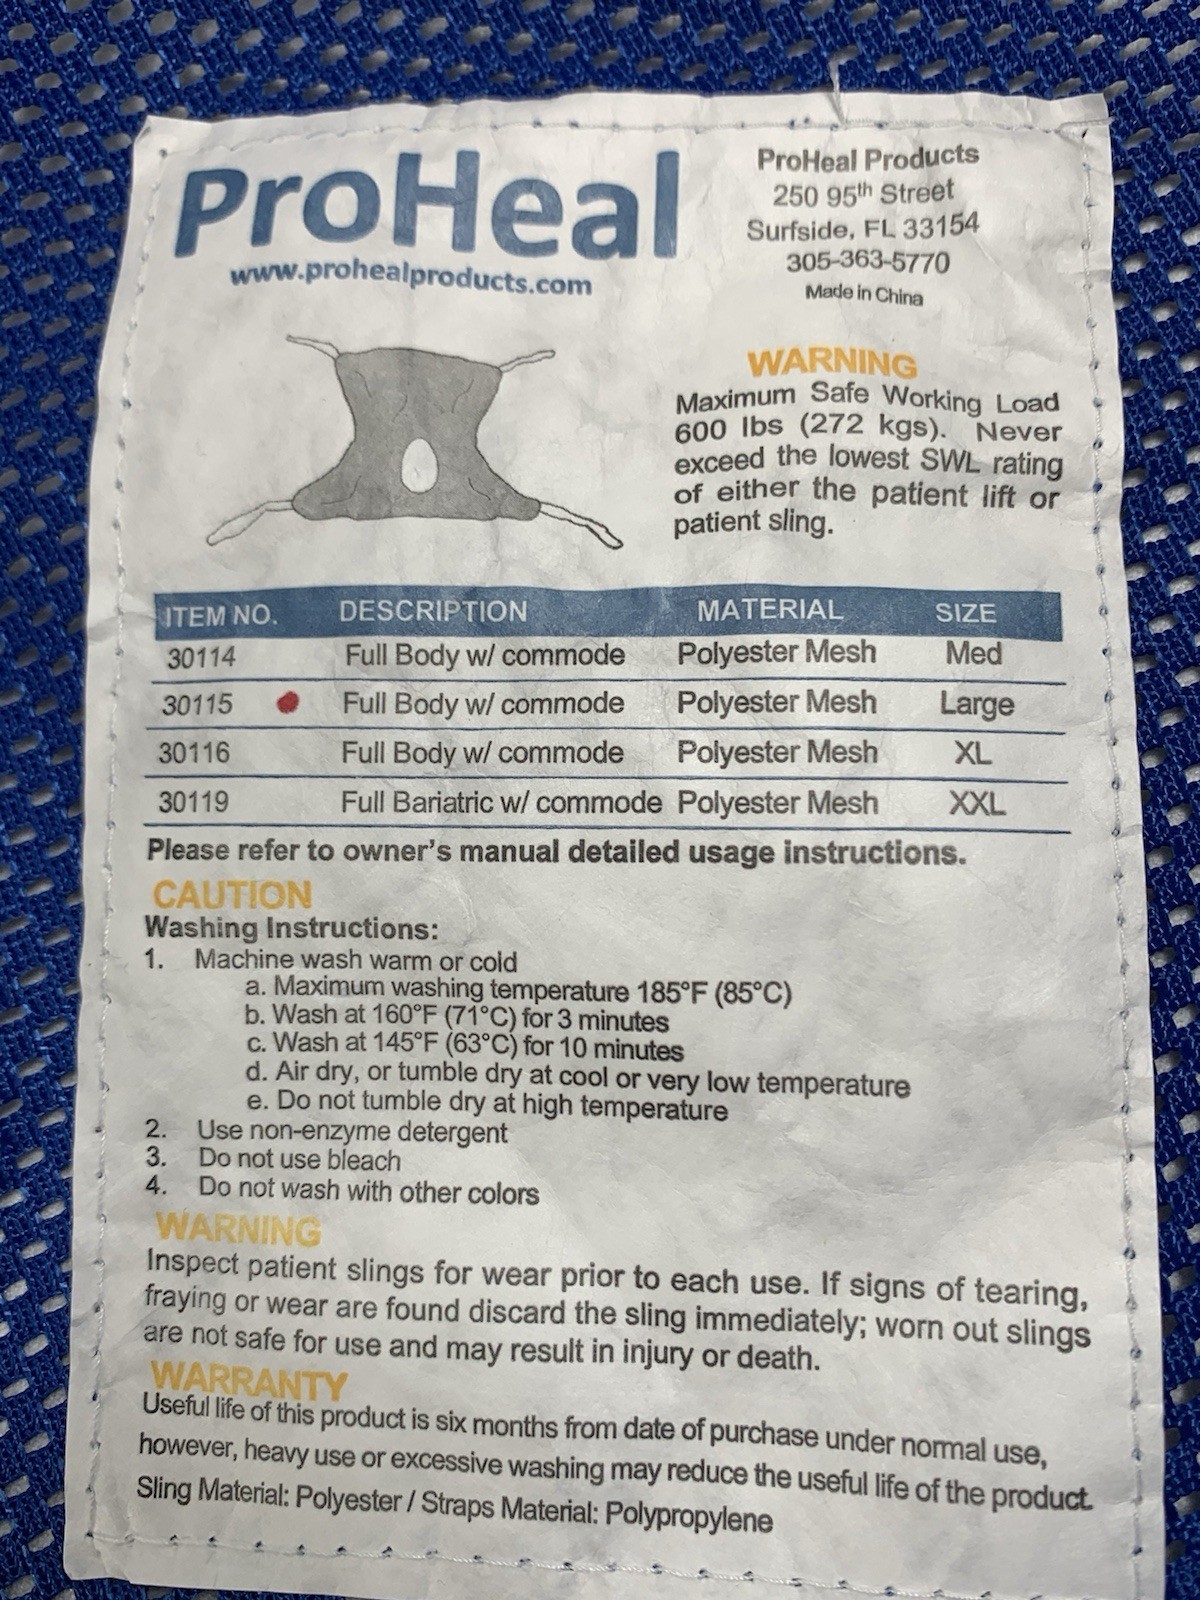 ProHeal
www.prohealproducts.com
ProHeal Products
250 95th Street
Surfside, FL 33154
305-363-5770
Made in China
WARNING
Maximum Safe Working Load
600 lbs (272 kgs). Never
exceed the lowest SWL rating
of either the patient lift or
patient sling.
ITEM NO. DESCRIPTION MATERIAL SIZE
30114 Full Body w/ commode Polyester Mesh Med
30115 Full Body w/ commode Polyester Mesh Large
30116 Full Body w/ commode Polyester Mesh XL
30119 Full Bariatric w/ commode Polyester Mesh XXL
Please refer to owner's manual detailed usage instructions.
CAUTION
Washing Instructions:
1. Machine wash warm or cold
a. Maximum washing temperature 185°F (85°C)
b. Wash at 160°F (71°C) for 3 minutes
c. Wash at 145°F (63°C) for 10 minutes
d. Air dry, or tumble dry at cool or very low temperature
e. Do not tumble dry at high temperature
2. Use non-enzyme detergent
3. Do not use bleach
4. Do not wash with other colors
WARNING
Inspect patient slings for wear prior to each use. If signs of tearing,
fraying or wear are found discard the sling immediately; worn out slings
are not safe for use and may result in injury or death.
WARRANTY
Useful life of this product is six months from date of purchase under normal use,
however, heavy use or excessive washing may reduce the useful life of the product.
Sling Material: Polyester / Straps Material: Polypropylene